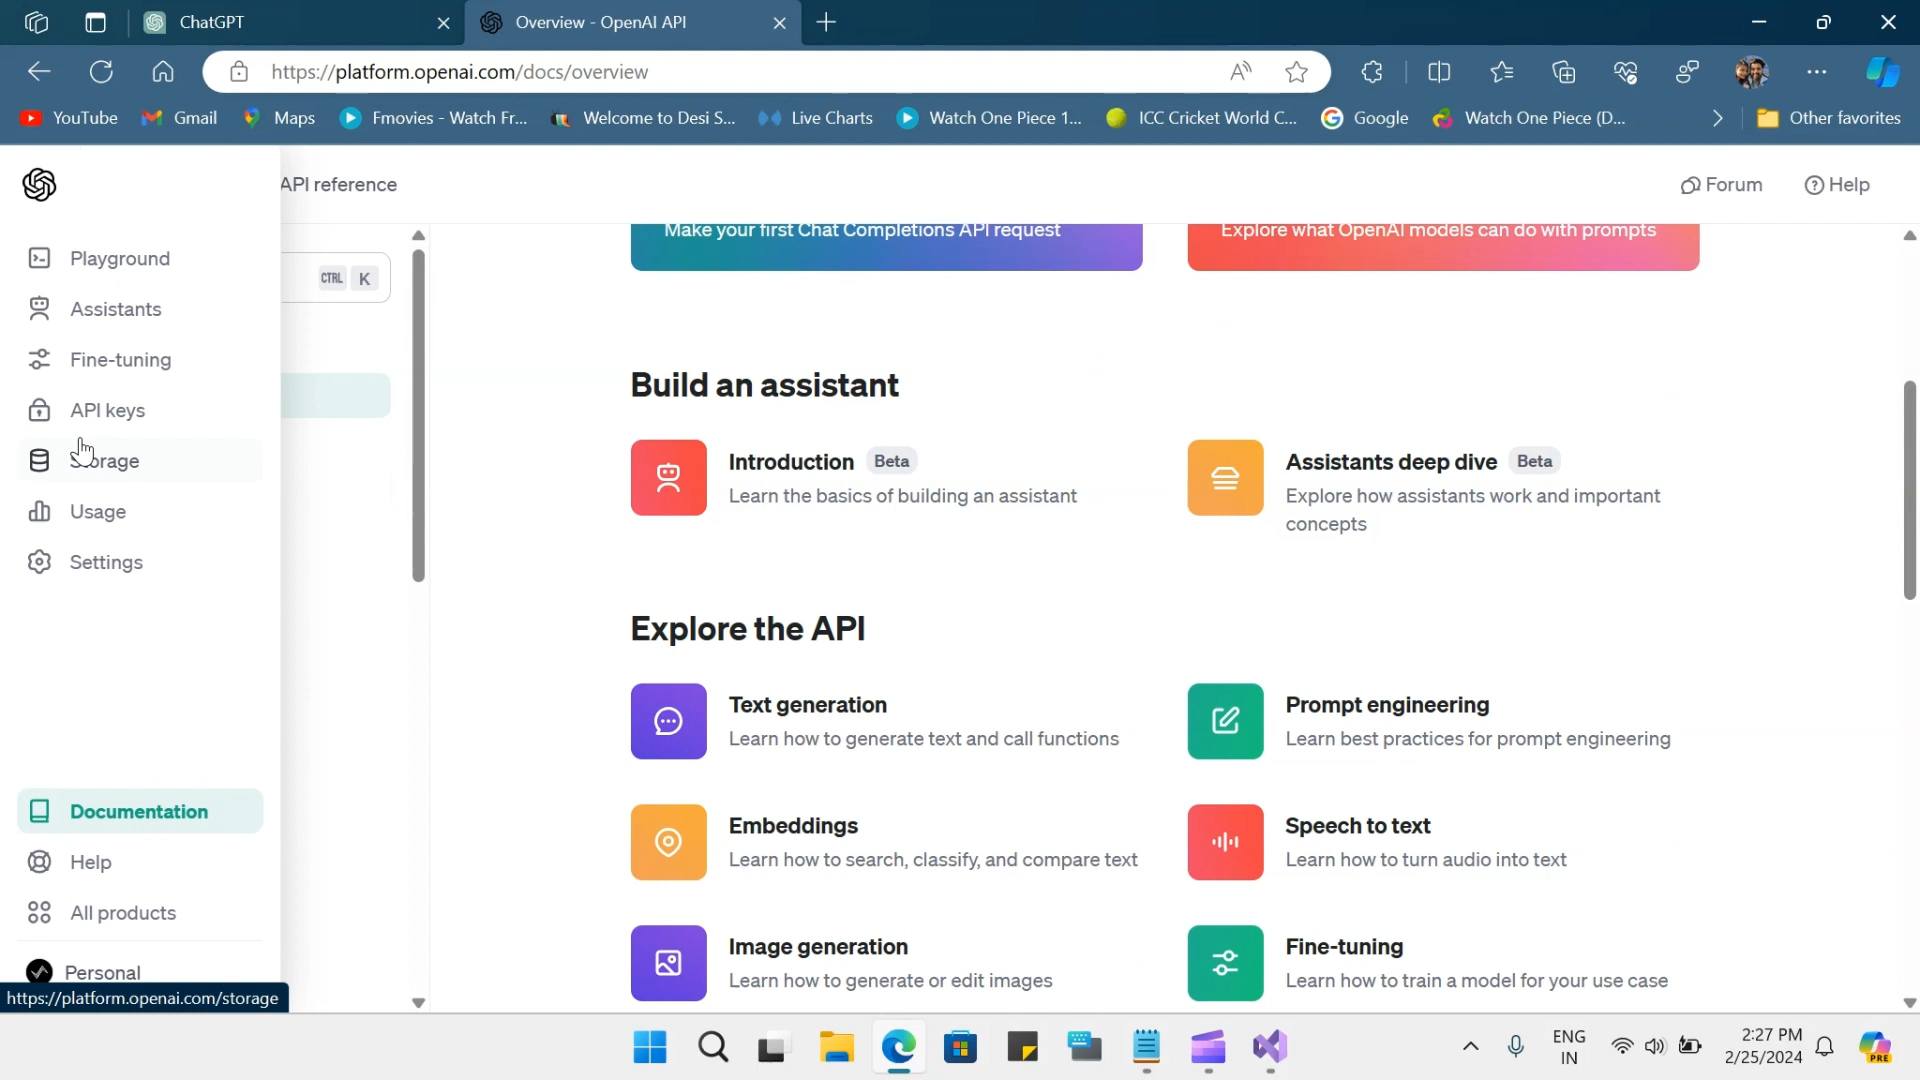 ChatGPT
Overview - OpenAI API
https://platform.openai.com/docs/overview
YouTube
Gmail
Maps
Fmovies - Watch Fr...
Welcome to Desi S...
Live Charts
Watch One Piece 1...
ICC Cricket World C...
Google
Watch One Piece (D...
Other favorites
API reference
Forum
Help
Playground
Assistants
Fine-tuning
API keys
Storage
Usage
Settings
Documentation
Help
All products
Personal
https://platform.openai.com/storage
CTRL K
Make your first Chat Completions API request
Explore what OpenAI models can do with prompts
Build an assistant
Introduction Beta
Learn the basics of building an assistant
Assistants deep dive Beta
Explore how assistants work and important
concepts
Explore the API
Text generation
Learn how to generate text and call functions
Prompt engineering
Learn best practices for prompt engineering
Embeddings
Learn how to search, classify, and compare text
Speech to text
Learn how to turn audio into text
Image generation
Learn how to generate or edit images
Fine-tuning
Learn how to train a model for your use case
ENG
IN
2:27 PM
2/25/2024
PRE